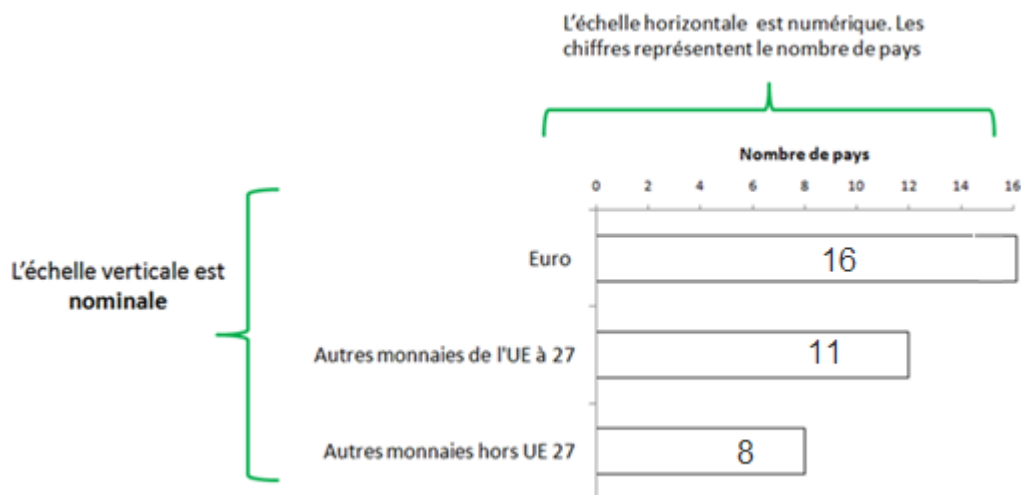 L'échelle horizontale est numérique. Les
chiffres représentent le nombre de pays
Nombre de pays
0 2 4 6 8 10 12 14 16
Euro
16
L'échelle verticale est
nominale
Autres monnaies de l'UE à 27
11
Autres monnaies hors UE 27
8